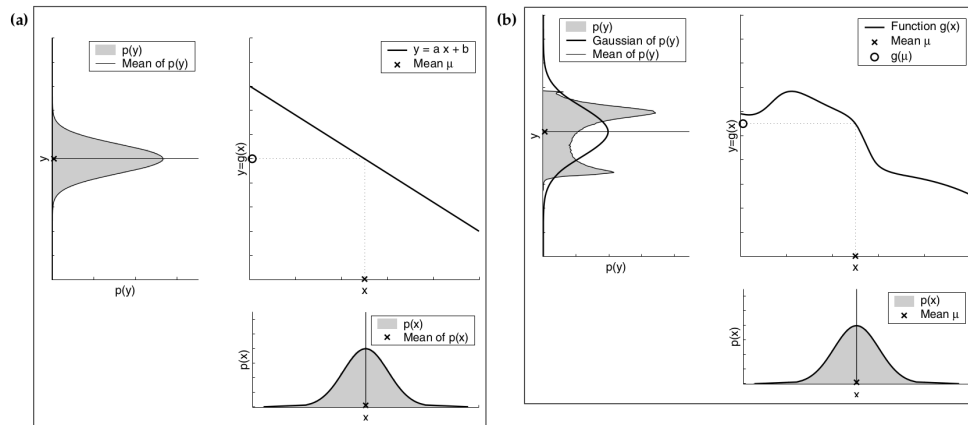 (a)
p(y)
Mean of p(y)
y
p(y)
y = a x + b
Mean μ
y=g(x)
x
p(x)
Mean of p(x)
p(x)
x
(b)
p(y)
Gaussian of p(y)
Mean of p(y)
y
p(y)
Function g(x)
Mean μ
g(μ)
y=g(x)
x
p(x)
Mean μ
p(x)
x